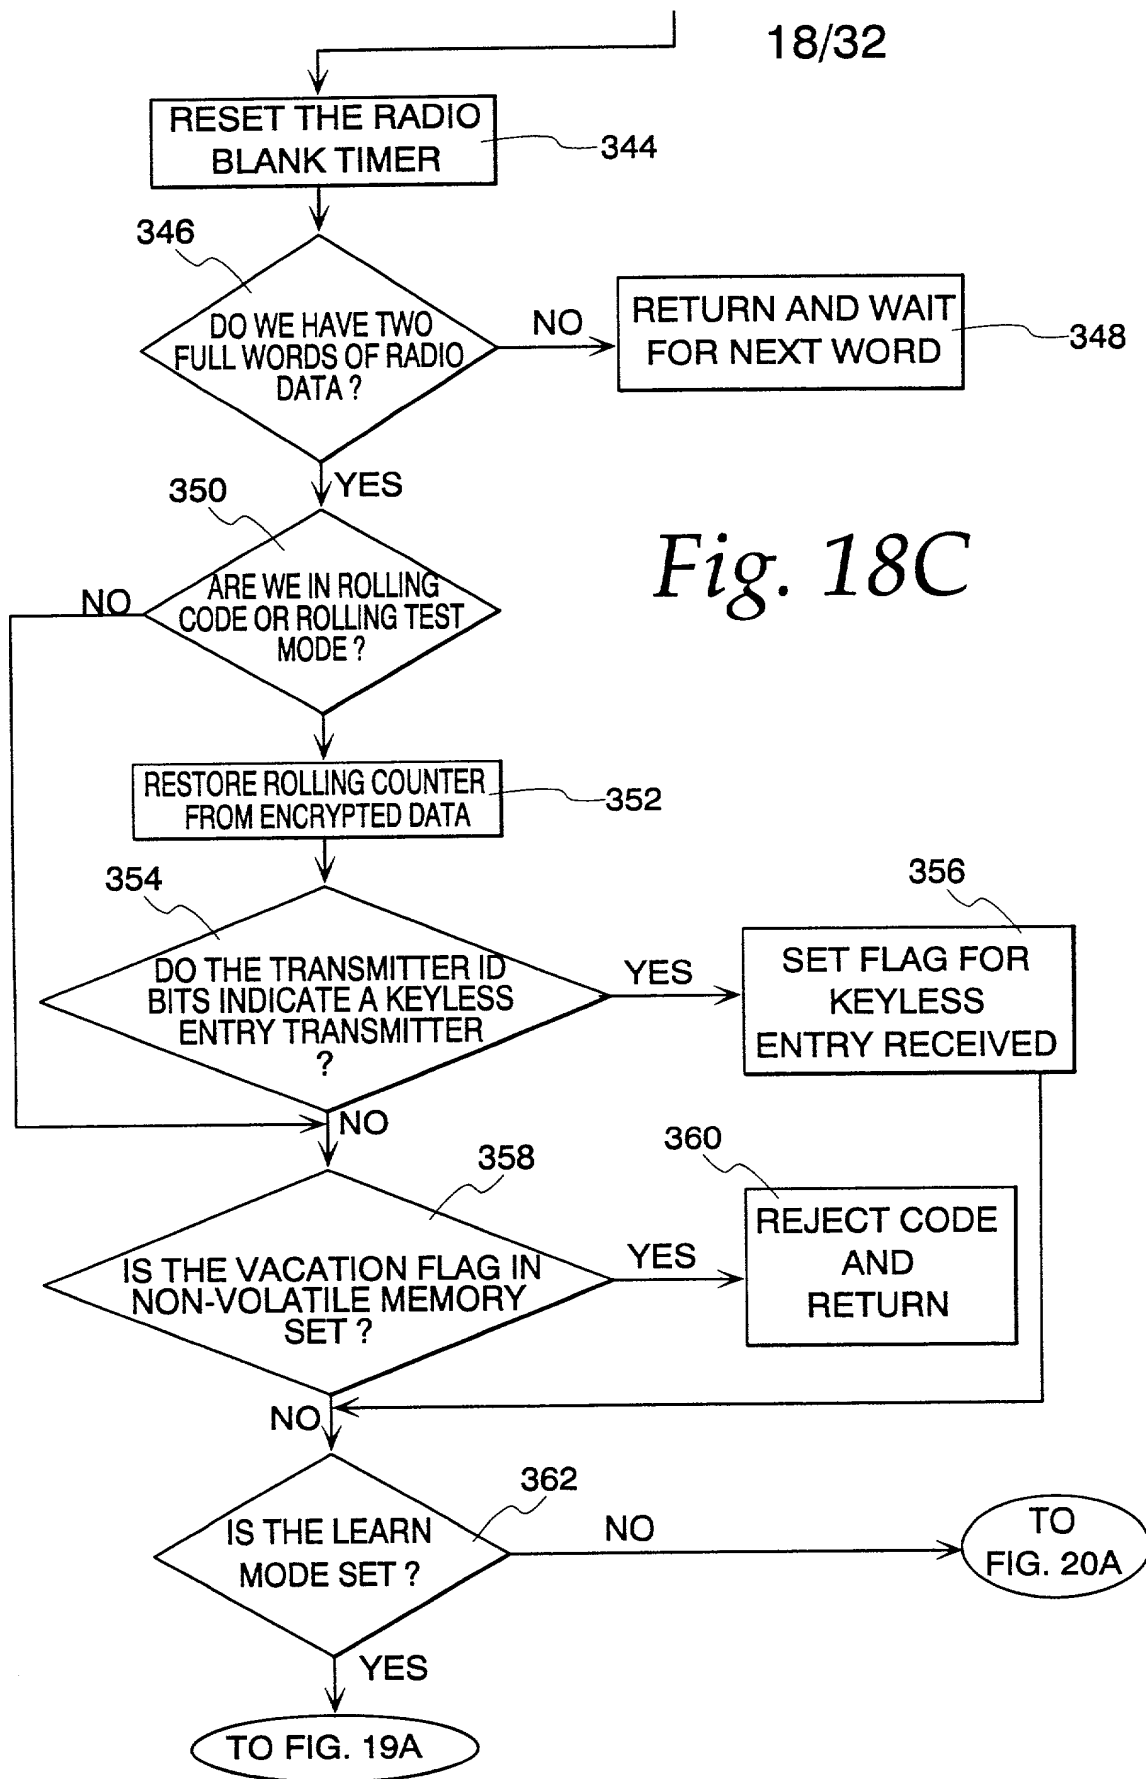 18/32
RESET THE RADIO
BLANK TIMER
344
346
DO WE HAVE TWO
FULL WORDS OF RADIO
DATA ?
NO
RETURN AND WAIT
FOR NEXT WORD
348
YES
350
Fig. 18C
ARE WE IN ROLLING
CODE OR ROLLING TEST
MODE ?
NO
RESTORE ROLLING COUNTER
FROM ENCRYPTED DATA
352
354
DO THE TRANSMITTER ID
BITS INDICATE A KEYLESS
ENTRY TRANSMITTER
?
YES
356
SET FLAG FOR
KEYLESS
ENTRY RECEIVED
NO
358
IS THE VACATION FLAG IN
NON-VOLATILE MEMORY
SET ?
YES
360
REJECT CODE
AND
RETURN
NO
362
IS THE LEARN
MODE SET ?
NO
TO
FIG. 20A
YES
TO FIG. 19A